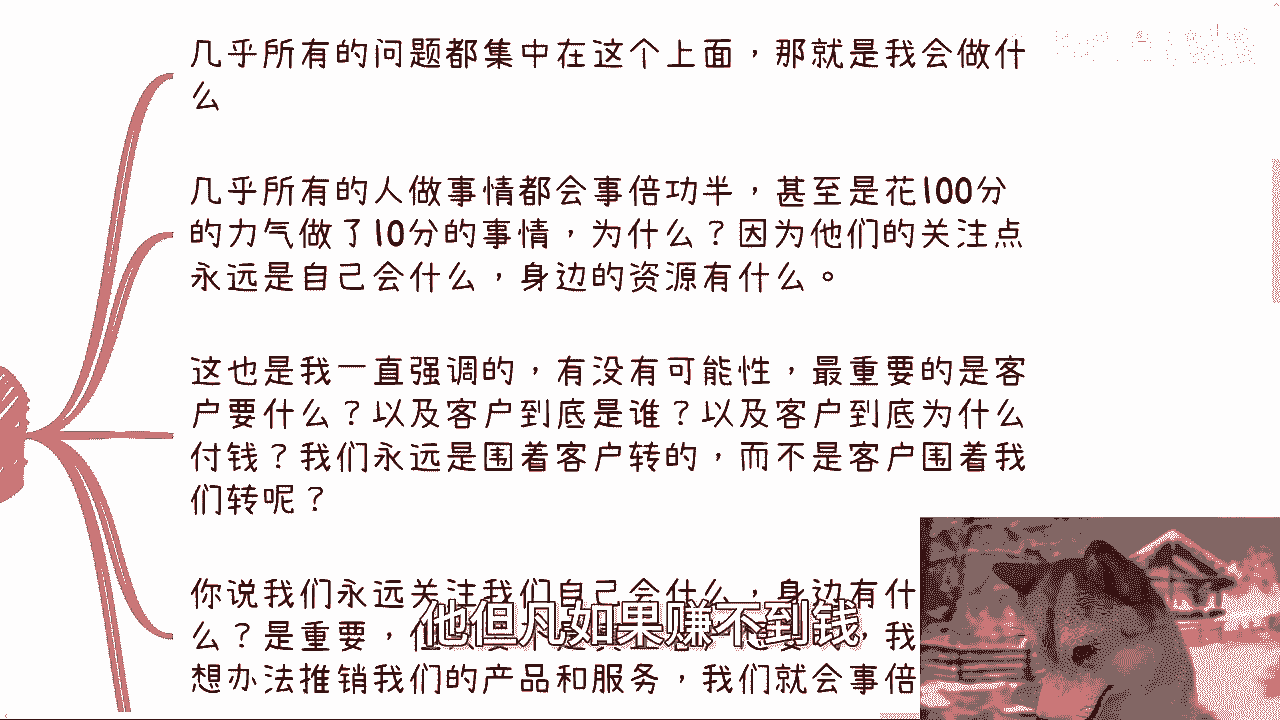 几乎所有的问题都集中在这个上面，那就是我会做什
么
几乎所有的人做事情都会事倍功半，甚至是花100分
的力气做了10分的事情，为什么？因为他们的关注点
永远是自己会什么，身边的资源有什么。
这也是我一直强调的，有没有可能性，最重要的是客
户要什么？以及客户到底是谁？以及客户到底为什么
付钱？我们永远是围着客户转的，而不是客户围着我
们转呢？
你说我们永远关注我们自己会什么，身边有什
么？是重要，
我
想办法推销我们的产品和服务，我们就会事倍
他但凡如果赚不到钱